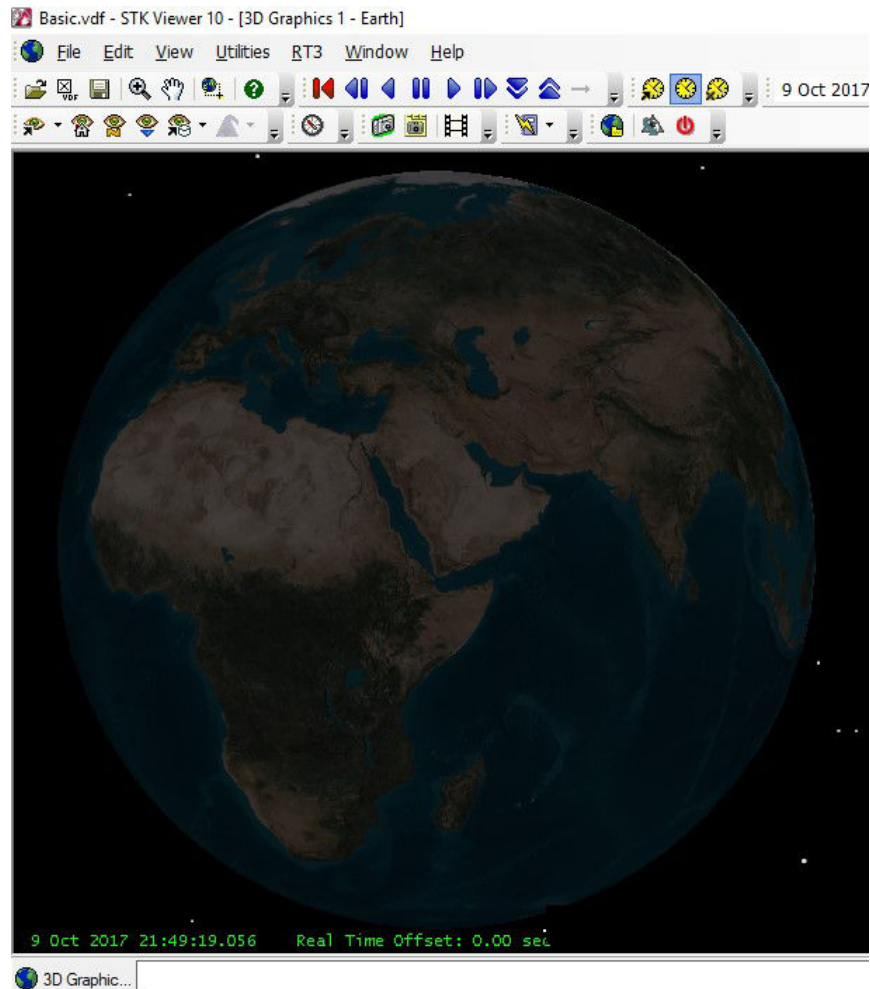 Basic.vdf - STK Viewer 10 - [3D Graphics 1 - Earth]
File Edit View Utilities RT3 Window Help
VDF 9 Oct 2017
9 Oct 2017 21:49:19.056 Real Time Offset: 0.00 sec
3D Graphic...